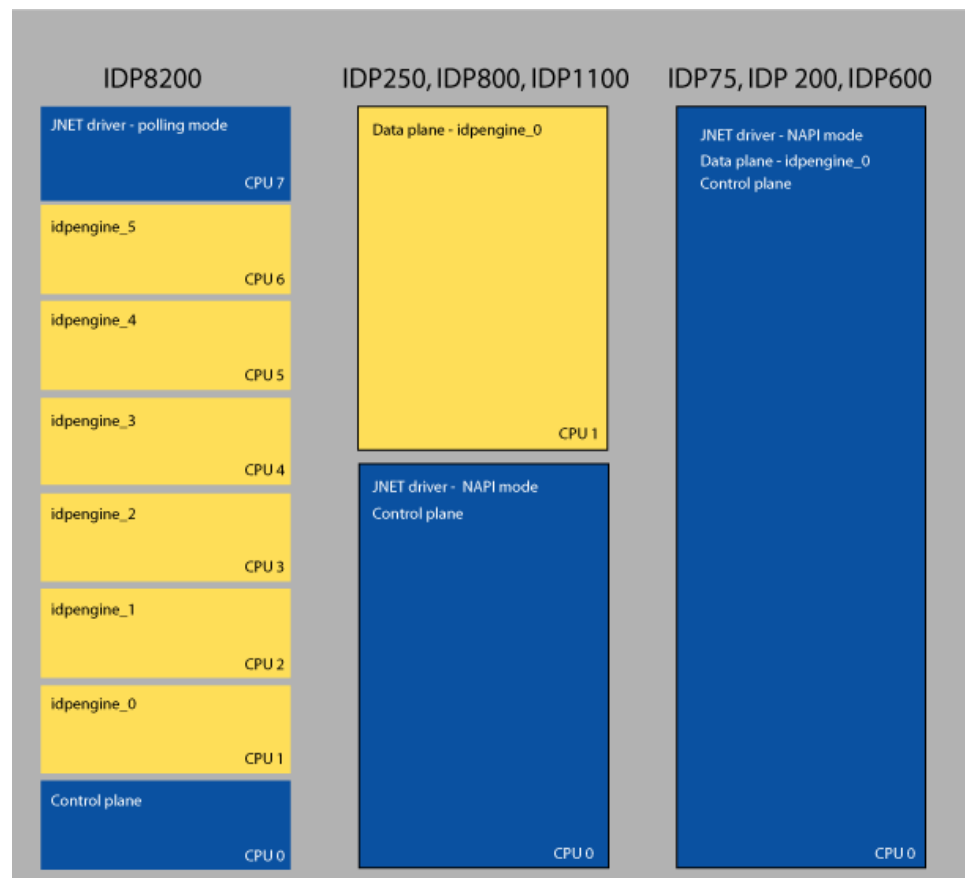 IDP8200
JNET driver - polling mode
CPU 7
idpengine_5
CPU 6
idpengine_4
CPU 5
idpengine_3
CPU 4
idpengine_2
CPU 3
idpengine_1
CPU 2
idpengine_0
CPU 1
Control plane
CPU 0
IDP250, IDP800, IDP1100
Data plane - idpengine_0
CPU 1
JNET driver - NAPI mode
Control plane
CPU 0
IDP75, IDP 200, IDP600
JNET driver - NAPI mode
Data plane - idpengine_0
Control plane
CPU 0